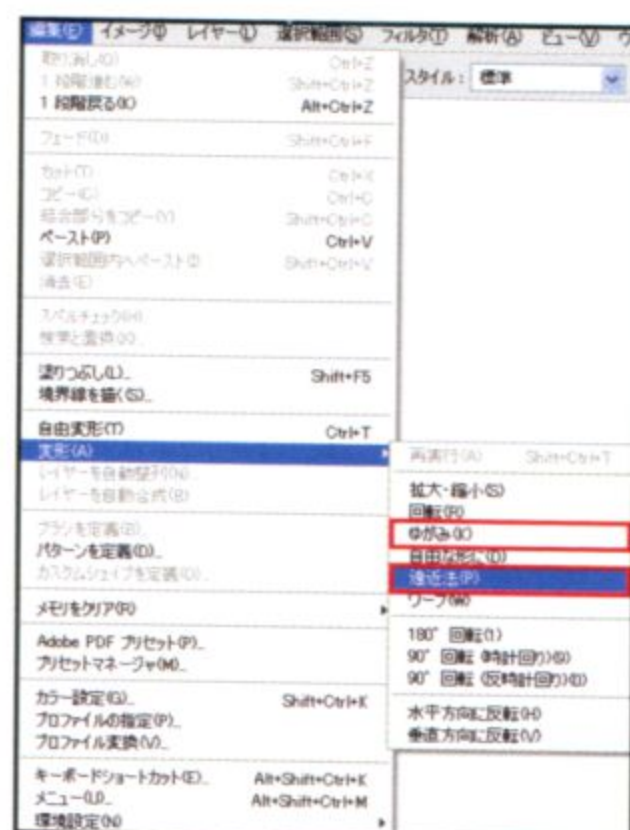 編集(E) イメージ(I) レイヤー(L) 選択範囲(S) フィルタ(T) 解析(A) ビュー(V) ウ
取り消し(O) Ctrl+Z
1 段階進む(W) Shift+Ctrl+Z
1 段階戻る(K) Alt+Ctrl+Z
スタイル： 標準
フェード(D)... Shift+Ctrl+F
カット(T) Ctrl+X
コピー(C) Ctrl+C
結合部分をコピー(Y) Shift+Ctrl+C
ペースト(P) Ctrl+V
選択範囲内へペースト(I) Shift+Ctrl+V
消去(E)
スペルチェック(H)...
検索と置換(X)...
塗りつぶし(L)... Shift+F5
境界線を描く(S)...
自由変形(T) Ctrl+T
変形(A)
レイヤーを自動整列(N)...
レイヤーを自動合成(B)
ブラシを定義(B)...
パターンを定義(D)...
カスタムシェイプを定義(O)...
メモリをクリア(R)
Adobe PDF プリセット(P)...
プリセットマネージャ(M)...
カラー設定(G)... Shift+Ctrl+K
プロファイルの指定(P)...
プロファイル変換(V)...
キーボードショートカット(E)... Alt+Shift+Ctrl+K
メニュー(U)... Alt+Shift+Ctrl+M
環境設定(N)
再実行(A) Shift+Ctrl+T
拡大・縮小(S)
回転(R)
ゆがみ(K)
自由な形に(D)
遠近法(P)
ワープ(W)
180° 回転(1)
90° 回転 (時計回り)(9)
90° 回転 (反時計回り)(0)
水平方向に反転(H)
垂直方向に反転(V)